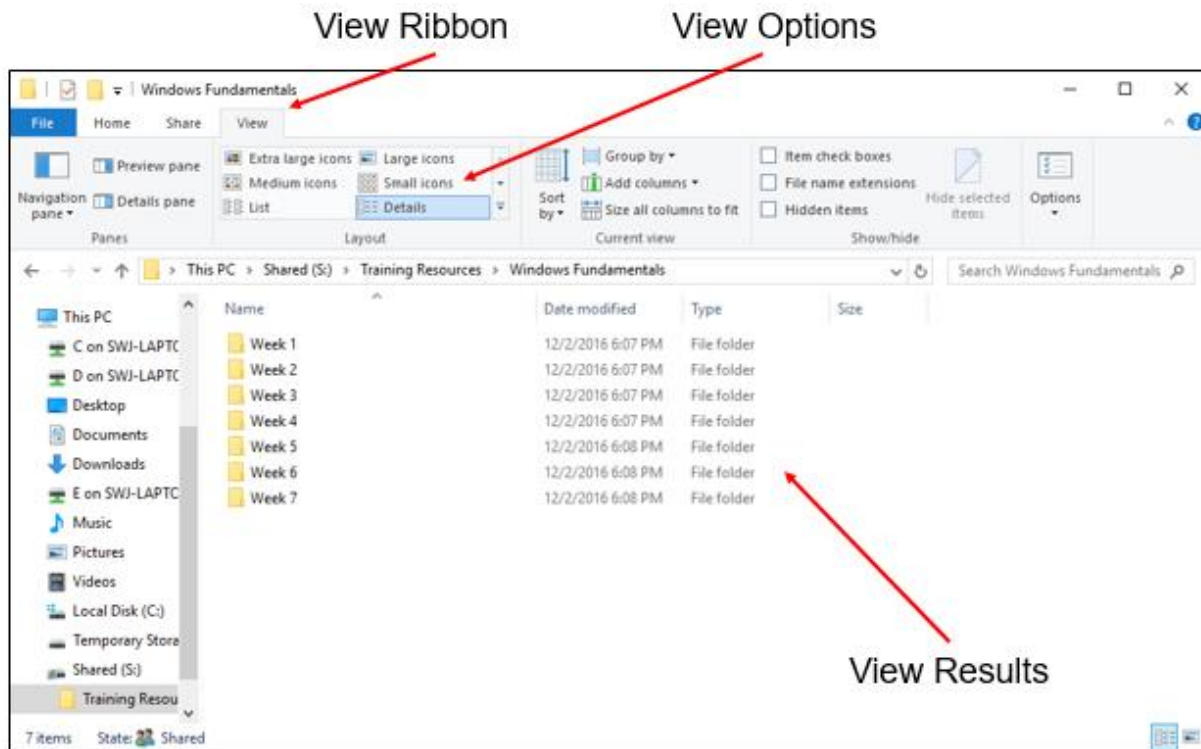 View Ribbon View Options
Windows Fundamentals
File Home Share View
Preview pane Extra large icons Large icons Group by Item check boxes
Medium icons Small icons Add columns File name extensions
Navigation pane Details pane List Details Sort by Size all columns to fit Hidden items Hide selected items Options
Panes Layout Current view Show/hide
This PC > Shared (S:) > Training Resources > Windows Fundamentals Search Windows Fundamentals
Name Date modified Type Size
This PC
C on SWJ-LAPTC
D on SWJ-LAPTC
Desktop
Documents
Downloads
E on SWJ-LAPTC
Music
Pictures
Videos
Local Disk (C:)
Temporary Stora
Shared (S:)
Training Resou
Week 1 12/2/2016 6:07 PM File folder
Week 2 12/2/2016 6:07 PM File folder
Week 3 12/2/2016 6:07 PM File folder
Week 4 12/2/2016 6:07 PM File folder
Week 5 12/2/2016 6:08 PM File folder
Week 6 12/2/2016 6:08 PM File folder
Week 7 12/2/2016 6:08 PM File folder
View Results
7 items State: Shared